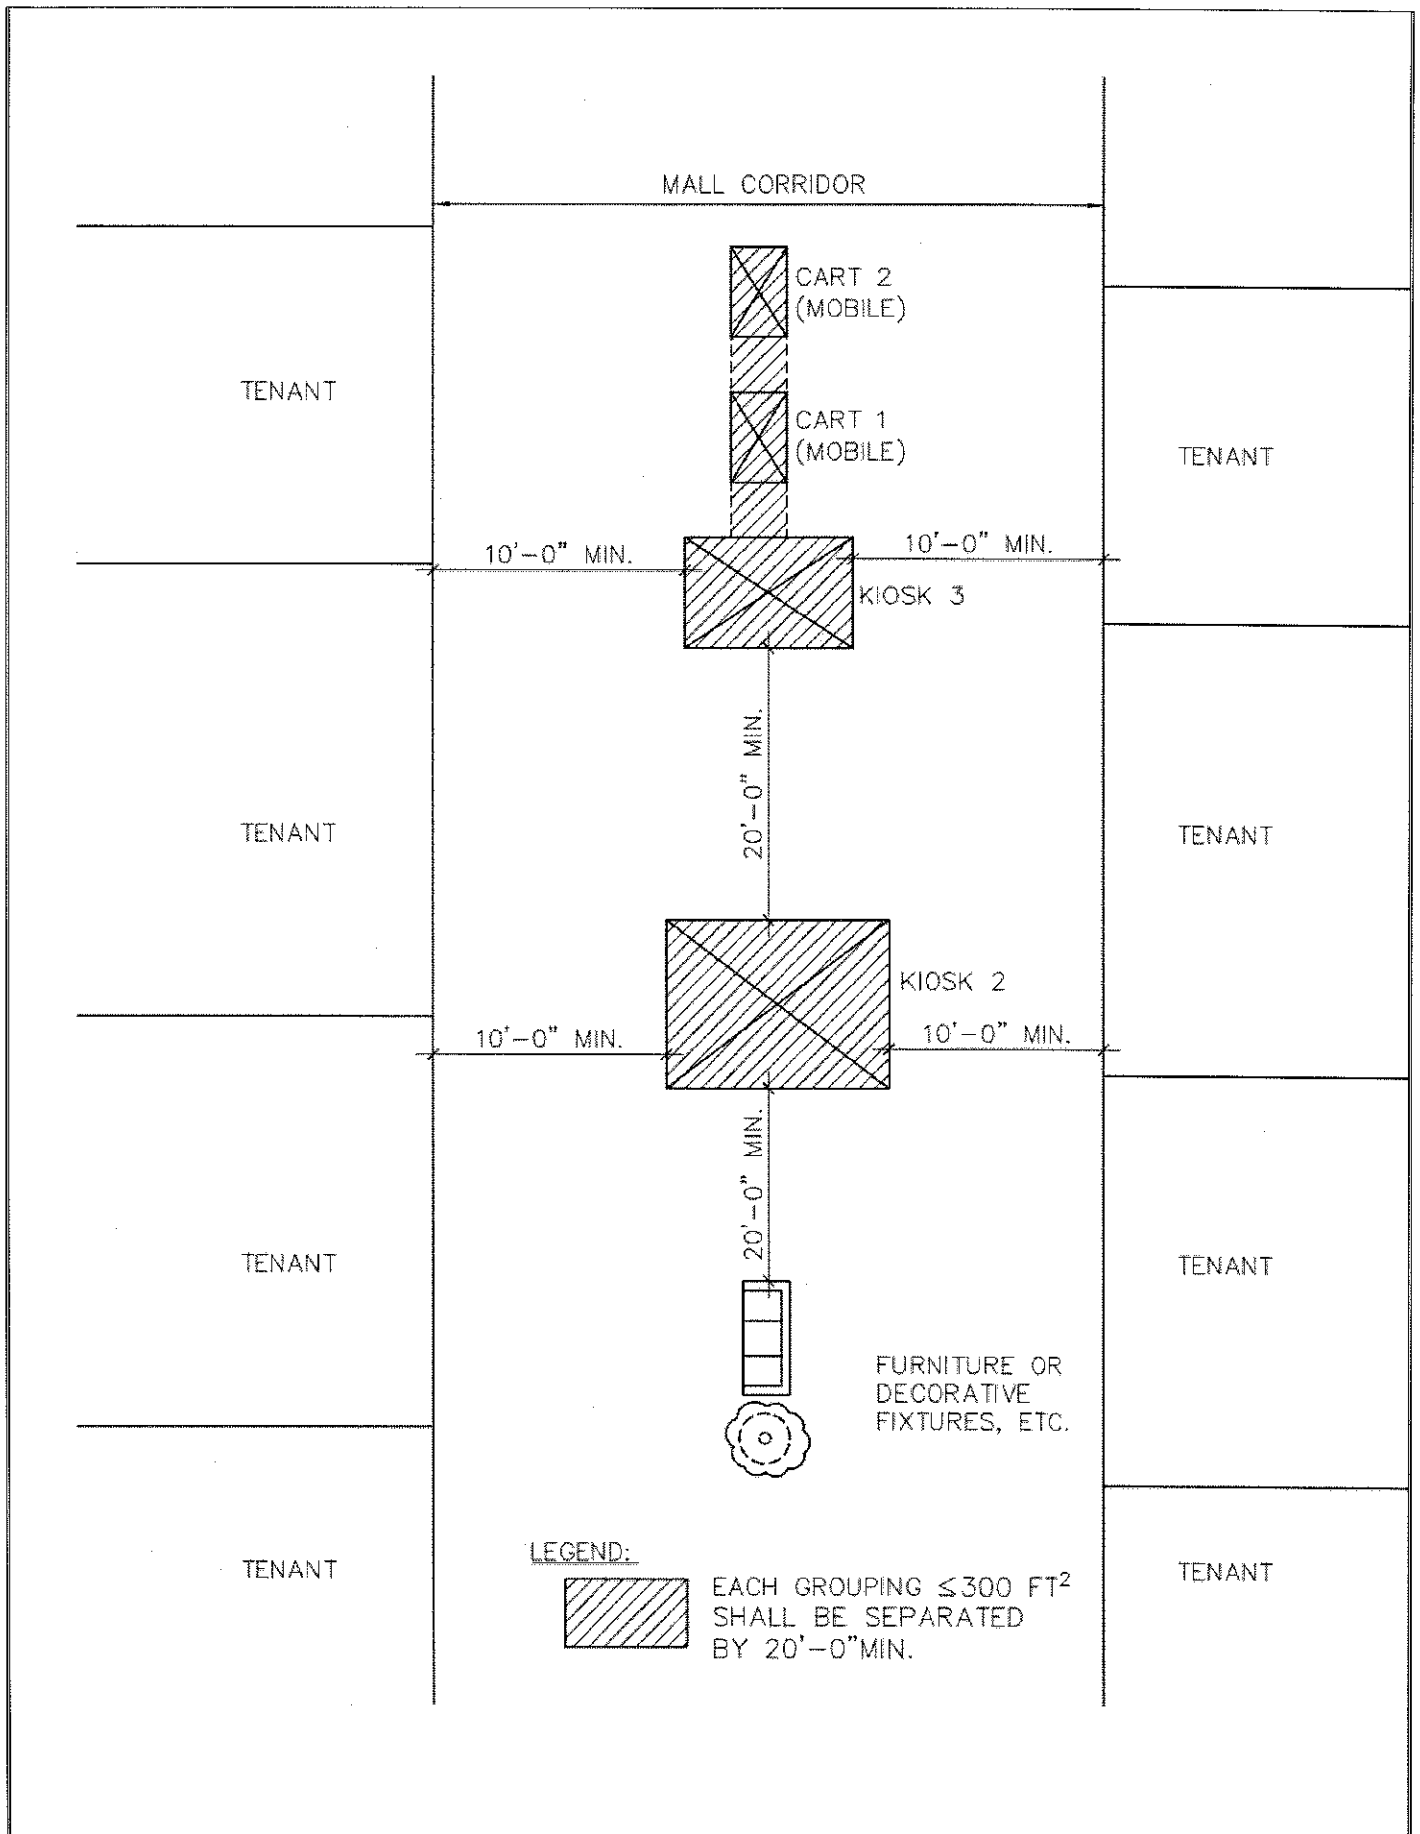 MALL CORRIDOR
CART 2
(MOBILE)
TENANT
CART 1
(MOBILE)
TENANT
10'-0" MIN.
10'-0" MIN.
KIOSK 3
20'-0" MIN.
TENANT
TENANT
KIOSK 2
10'-0" MIN.
10'-0" MIN.
20'-0" MIN.
TENANT
TENANT
FURNITURE OR
DECORATIVE
FIXTURES, ETC.
LEGEND:
TENANT
TENANT
EACH GROUPING ≤300 FT²
SHALL BE SEPARATED
BY 20'-0"MIN.